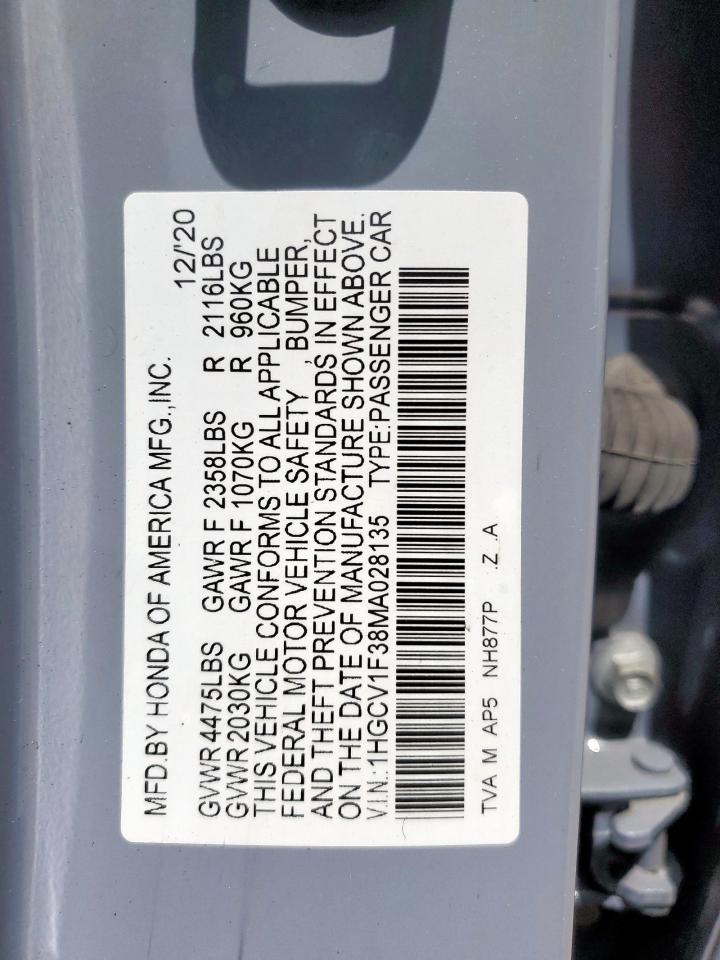 MFD.BY HONDA OF AMERICA MFG.,INC.
12/'20
GVWR 4475LBS GAWR F 2358LBS R 2116LBS
GVWR 2030KG GAWR F 1070KG R 960KG
THIS VEHICLE CONFORMS TO ALL APPLICABLE
FEDERAL MOTOR VEHICLE SAFETY , BUMPER,
AND THEFT PREVENTION STANDARDS IN EFFECT
ON THE DATE OF MANUFACTURE SHOWN ABOVE.
V.I.N.:1HGCV1F38MA028135 TYPE:PASSENGER CAR
TVA M AP5 NH877P .Z .A